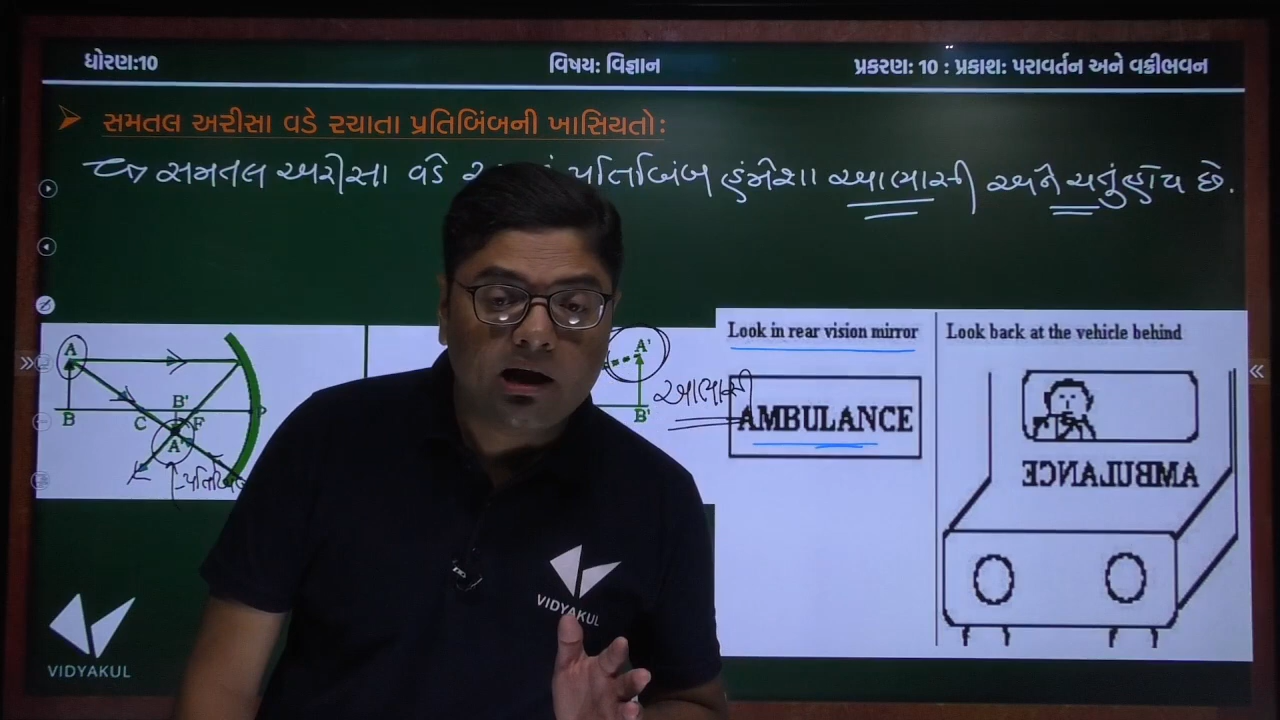 ધોરણ:10
વિષય: વિજ્ઞાન
પ્રકરણ: 10 : પ્રકાશ: પરાવર્તન અને વક્રીભવન
સમતલ અરીસા વડે રચાતા પ્રતિબિંબની ખાસિયતો:
સમતલ અરીસા વડે પ્રતિબિંબ હંમેશા આભાસી અને ચતું હોય છે.
Look in rear vision mirror
Look back at the vehicle behind
A
B
C
B'
F
A'
A'
B'
આભાસી
AMBULANCE
AMBULANCE
VIDYAKUL
VIDYAKUL